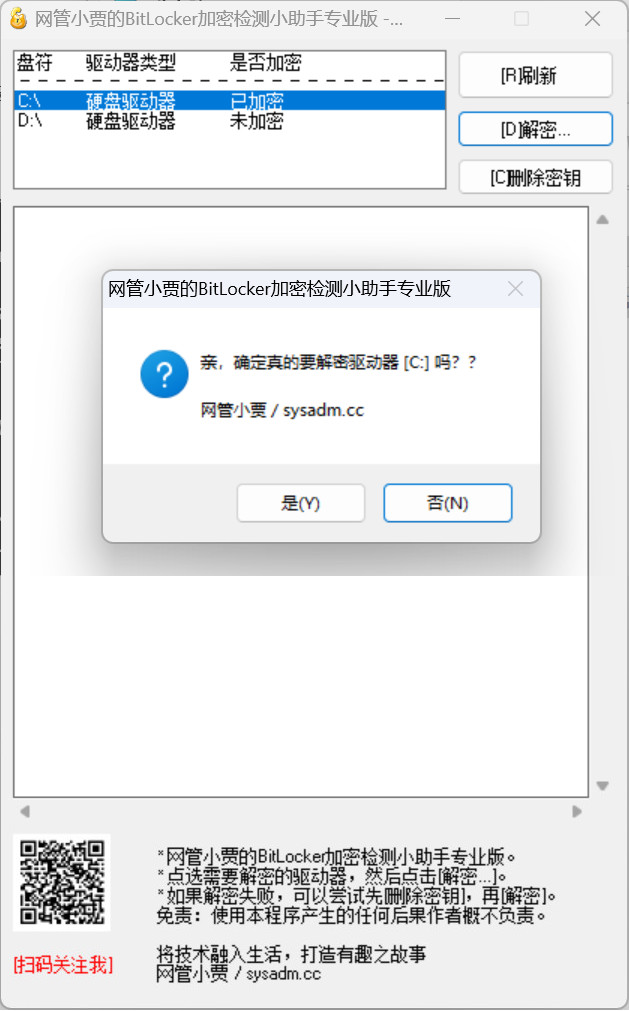 网管小贾的BitLocker加密检测小助手专业版 -...
盘符 驱动器类型 是否加密
- - - - - - - - - - - - - - - - - - - - - - - - - - - - - -
C:\ 硬盘驱动器 已加密
D:\ 硬盘驱动器 未加密
[R]刷新
[D]解密...
[C]删除密钥
网管小贾的BitLocker加密检测小助手专业版
亲，确定真的要解密驱动器 [C:] 吗？？
网管小贾 / sysadm.cc
是(Y)
否(N)
*网管小贾的BitLocker加密检测小助手专业版。
*点选需要解密的驱动器，然后点击[解密...]。
*如果解密失败，可以尝试先[删除密钥]，再[解密]。
免责：使用本程序产生的任何后果作者概不负责。
将技术融入生活，打造有趣之故事
网管小贾 / sysadm.cc
[扫码关注我]